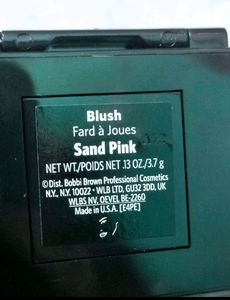 Blush
Fard à Joues
Sand Pink
NET WT./POIDS NET .13 OZ./3.7 g
©Dist. Bobbi Brown Professional Cosmetics
N.Y., N.Y. 10022 • WLB LTD, GU32 3DD, UK
WLBS NV. OEVEL BE-2260
Made in U.S.A. [E4PE]